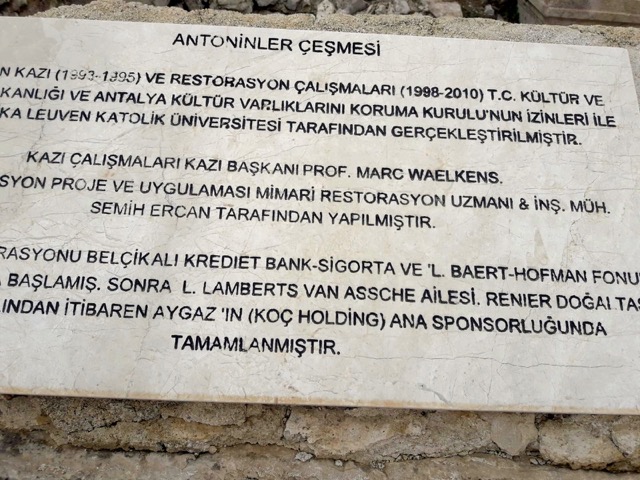 ANTONİNLER ÇEŞMESİ
N KAZI (1993-1995) VE RESTORASYON ÇALIŞMALARI (1998-2010) T.C. KÜLTÜR VE
KANLIĞI VE ANTALYA KÜLTÜR VARLIKLARINI KORUMA KURULU'NUN İZİNLERİ İLE
KA LEUVEN KATOLİK ÜNİVERSİTESİ TARAFINDAN GERÇEKLEŞTİRİLMİŞTİR.
KAZI ÇALIŞMALARI KAZI BAŞKANI PROF. MARC WAELKENS.
SYON PROJE VE UYGULAMASI MİMARİ RESTORASYON UZMANI & İNŞ. MÜH.
SEMİH ERCAN TARAFINDAN YAPILMIŞTIR.
RASYONU BELÇİKALI KREDIET BANK-SİGORTA VE 'L. BAERT-HOFMAN FONU'
BAŞLAMIŞ. SONRA L. LAMBERTS VAN ASSCHE AİLESİ. RENIER DOĞALTAŞ
INDAN İTİBAREN AYGAZ 'IN (KOÇ HOLDİNG) ANA SPONSORLUĞUNDA
TAMAMLANMIŞTIR.